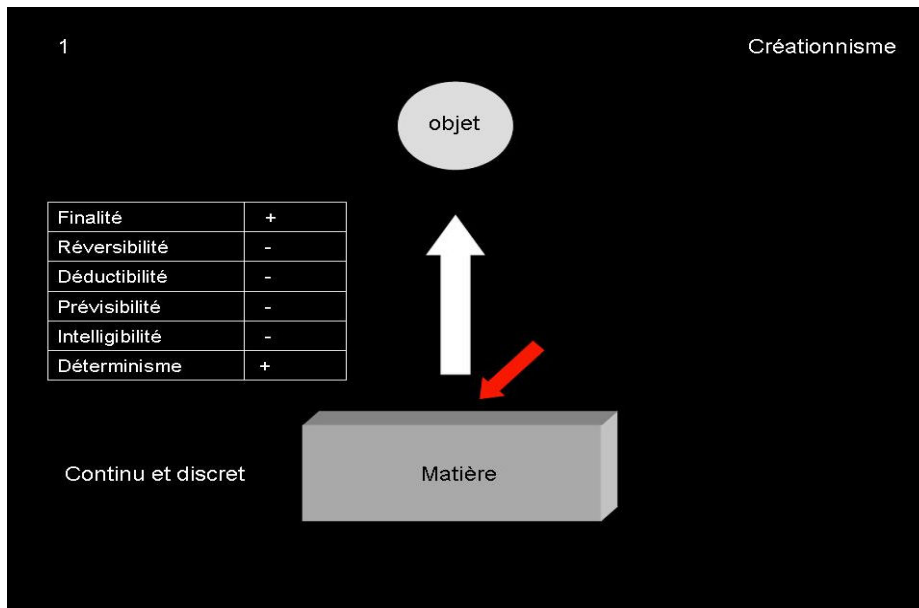 1 Créationnisme
objet
Finalité +
Réversibilité -
Déductibilité -
Prévisibilité -
Intelligibilité -
Déterminisme +
Continu et discret Matière